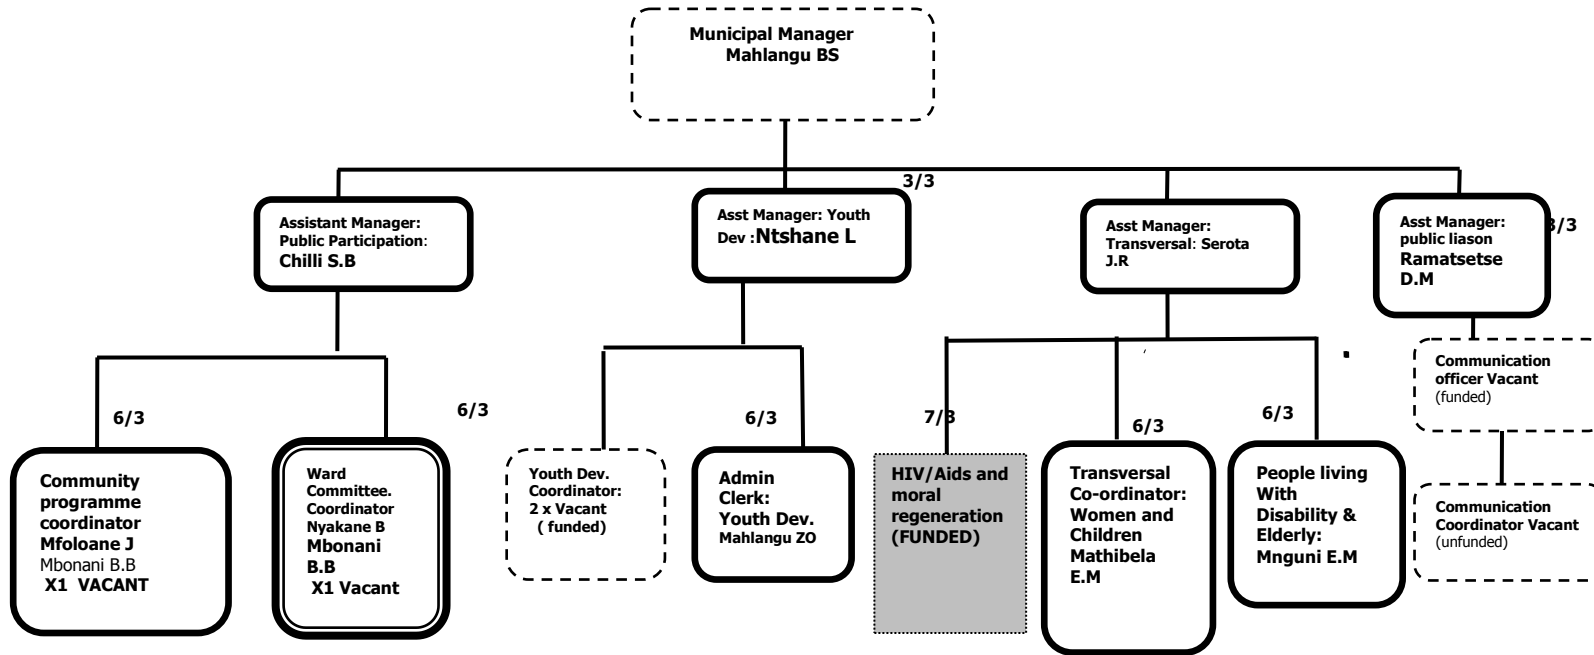 Municipal Manager
Mahlangu BS
3/3
Assistant Manager:
Public Participation:
Chilli S.B
Asst Manager: Youth
Dev :Ntshane L
Asst Manager:
Transversal: Serota
J.R
Asst Manager:
public liason
Ramatsetse
D.M
3/3
6/3
6/3
6/3
7/3
6/3
6/3
Community
programme
coordinator
Mfoloane J
Mbonani B.B
X1 VACANT
Ward
Committee.
Coordinator
Nyakane B
Mbonani
B.B
X1 Vacant
Youth Dev.
Coordinator:
2 x Vacant
( funded)
Admin
Clerk:
Youth Dev.
Mahlangu ZO
HIV/Aids and
moral
regeneration
(FUNDED)
Transversal
Co-ordinator:
Women and
Children
Mathibela
E.M
People living
With
Disability &
Elderly:
Mnguni E.M
Communication
officer Vacant
(funded)
Communication
Coordinator Vacant
(unfunded)